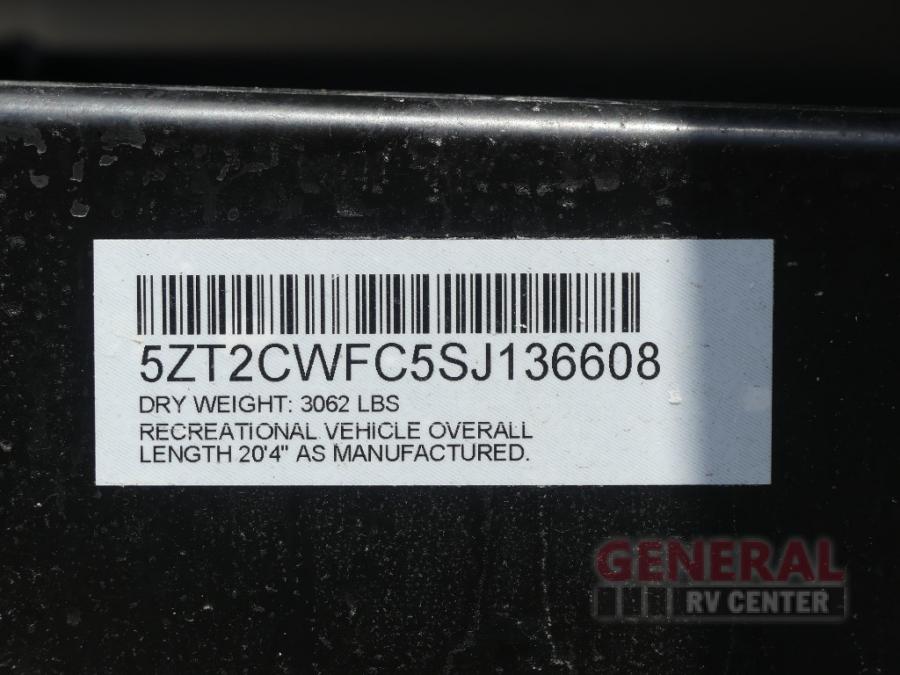 5ZT2CWFC5SJ136608
DRY WEIGHT: 3062 LBS
RECREATIONAL VEHICLE OVERALL
LENGTH 20'4" AS MANUFACTURED.
GENERAL
RV CENTER